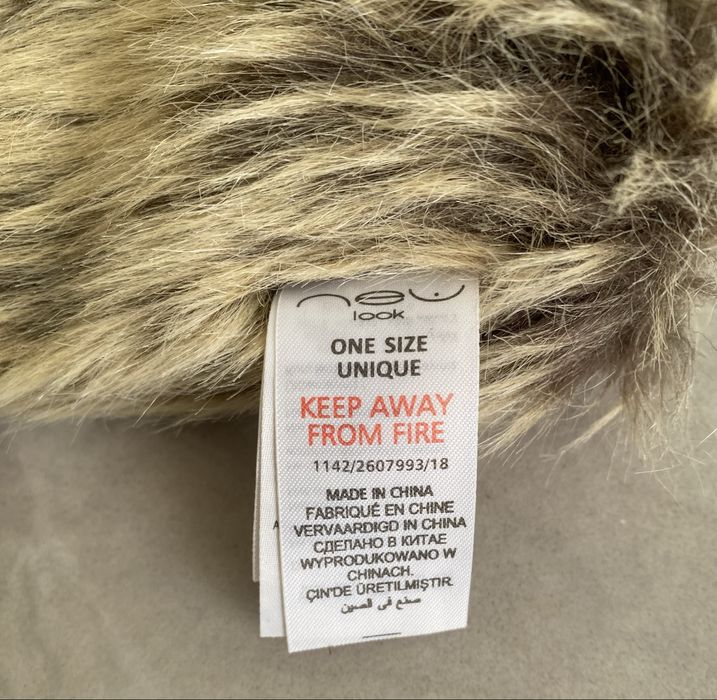 new
look
ONE SIZE
UNIQUE
KEEP AWAY
FROM FIRE
1142/2607993/18
MADE IN CHINA
FABRIQUÉ EN CHINE
VERVAARDIGD IN CHINA
СДЕЛАНО В КИТАЕ
WYPRODUKOWANO W
CHINACH.
ÇIN'DE ÜRETILMIŞTIR.
صنع في الصين